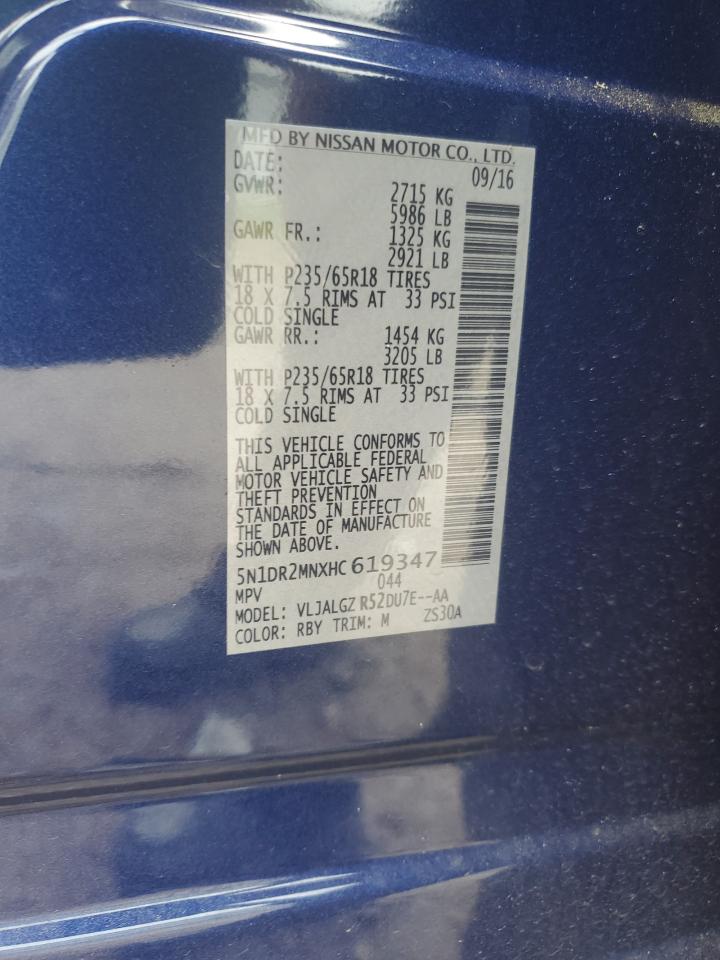 MFD BY NISSAN MOTOR CO., LTD.
DATE: 09/16
GVWR: 2715 KG
5986 LB
GAWR FR.: 1325 KG
2921 LB
WITH P235/65R18 TIRES
18 X 7.5 RIMS AT 33 PSI
COLD SINGLE
GAWR RR.: 1454 KG
3205 LB
WITH P235/65R18 TIRES
18 X 7.5 RIMS AT 33 PSI
COLD SINGLE
THIS VEHICLE CONFORMS TO
ALL APPLICABLE FEDERAL
MOTOR VEHICLE SAFETY AND
THEFT PREVENTION
STANDARDS IN EFFECT ON
THE DATE OF MANUFACTURE
SHOWN ABOVE.
5N1DR2MNXHC619347
MPV 044
MODEL: VLJALGZ R52DU7E--AA
COLOR: RBY TRIM: M ZS30A